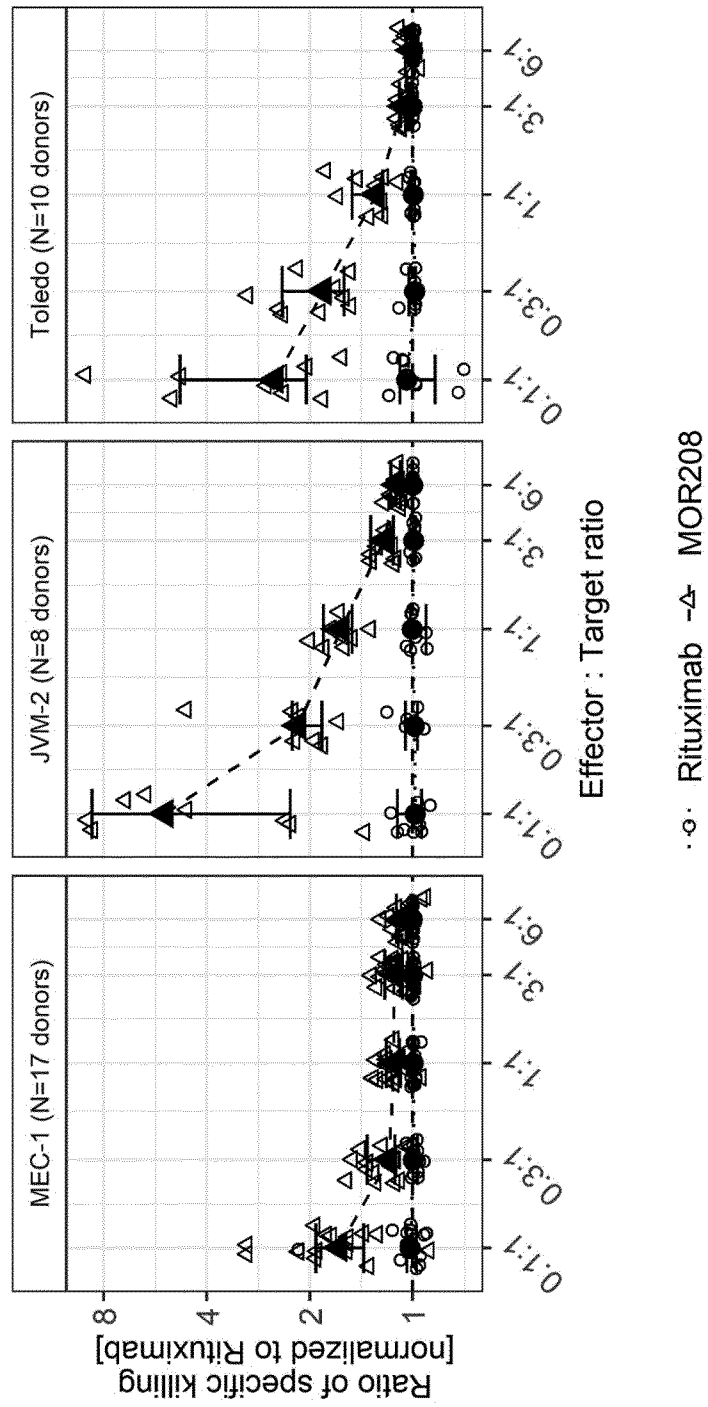 MEC-1 (N=17 donors)
JVM-2 (N=8 donors)
Toledo (N=10 donors)
Ratio of specific killing
[normalized to Rituximab]
8
4
2
1
0.1:1 0.3:1 1:1 3:1 6:1
0.1:1 0.3:1 1:1 3:1 6:1
0.1:1 0.3:1 1:1 3:1 6:1
Effector : Target ratio
Rituximab MOR208